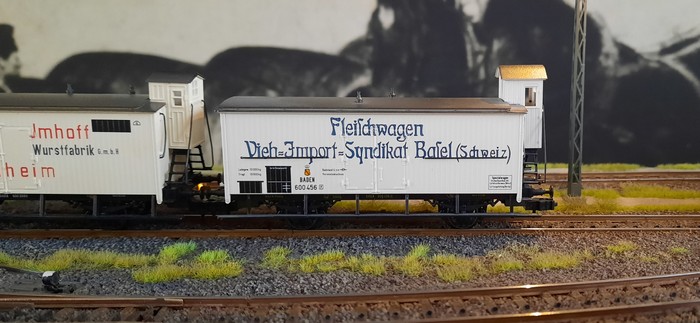 Imhoff
Wurstfabrik G.m.b.H
heim
Fleischwagen
Vieh=Import=Syndikat Basel (Schweiz)
BADEN
600 456